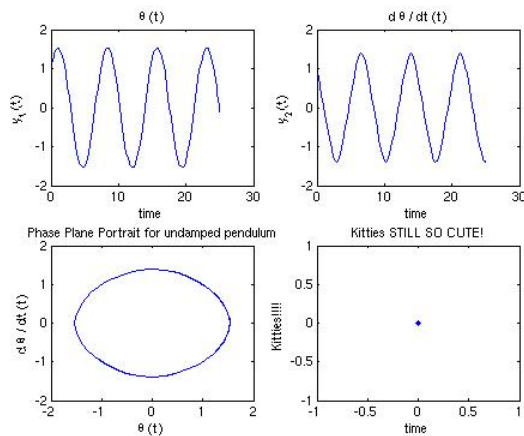 θ (t)
2
1
0
-1
-2
y₁(t)
0 10 20 30
time
d θ / dt (t)
2
1
0
-1
-2
y₂(t)
0 10 20 30
time
Phase Plane Portrait for undamped pendulum
2
1
0
-1
-2
d θ / dt (t)
-2 -1 0 1 2
θ (t)
Kitties STILL SO CUTE!
1
0.5
0
-0.5
-1
Kitties!!!!
-1 -0.5 0 0.5 1
time